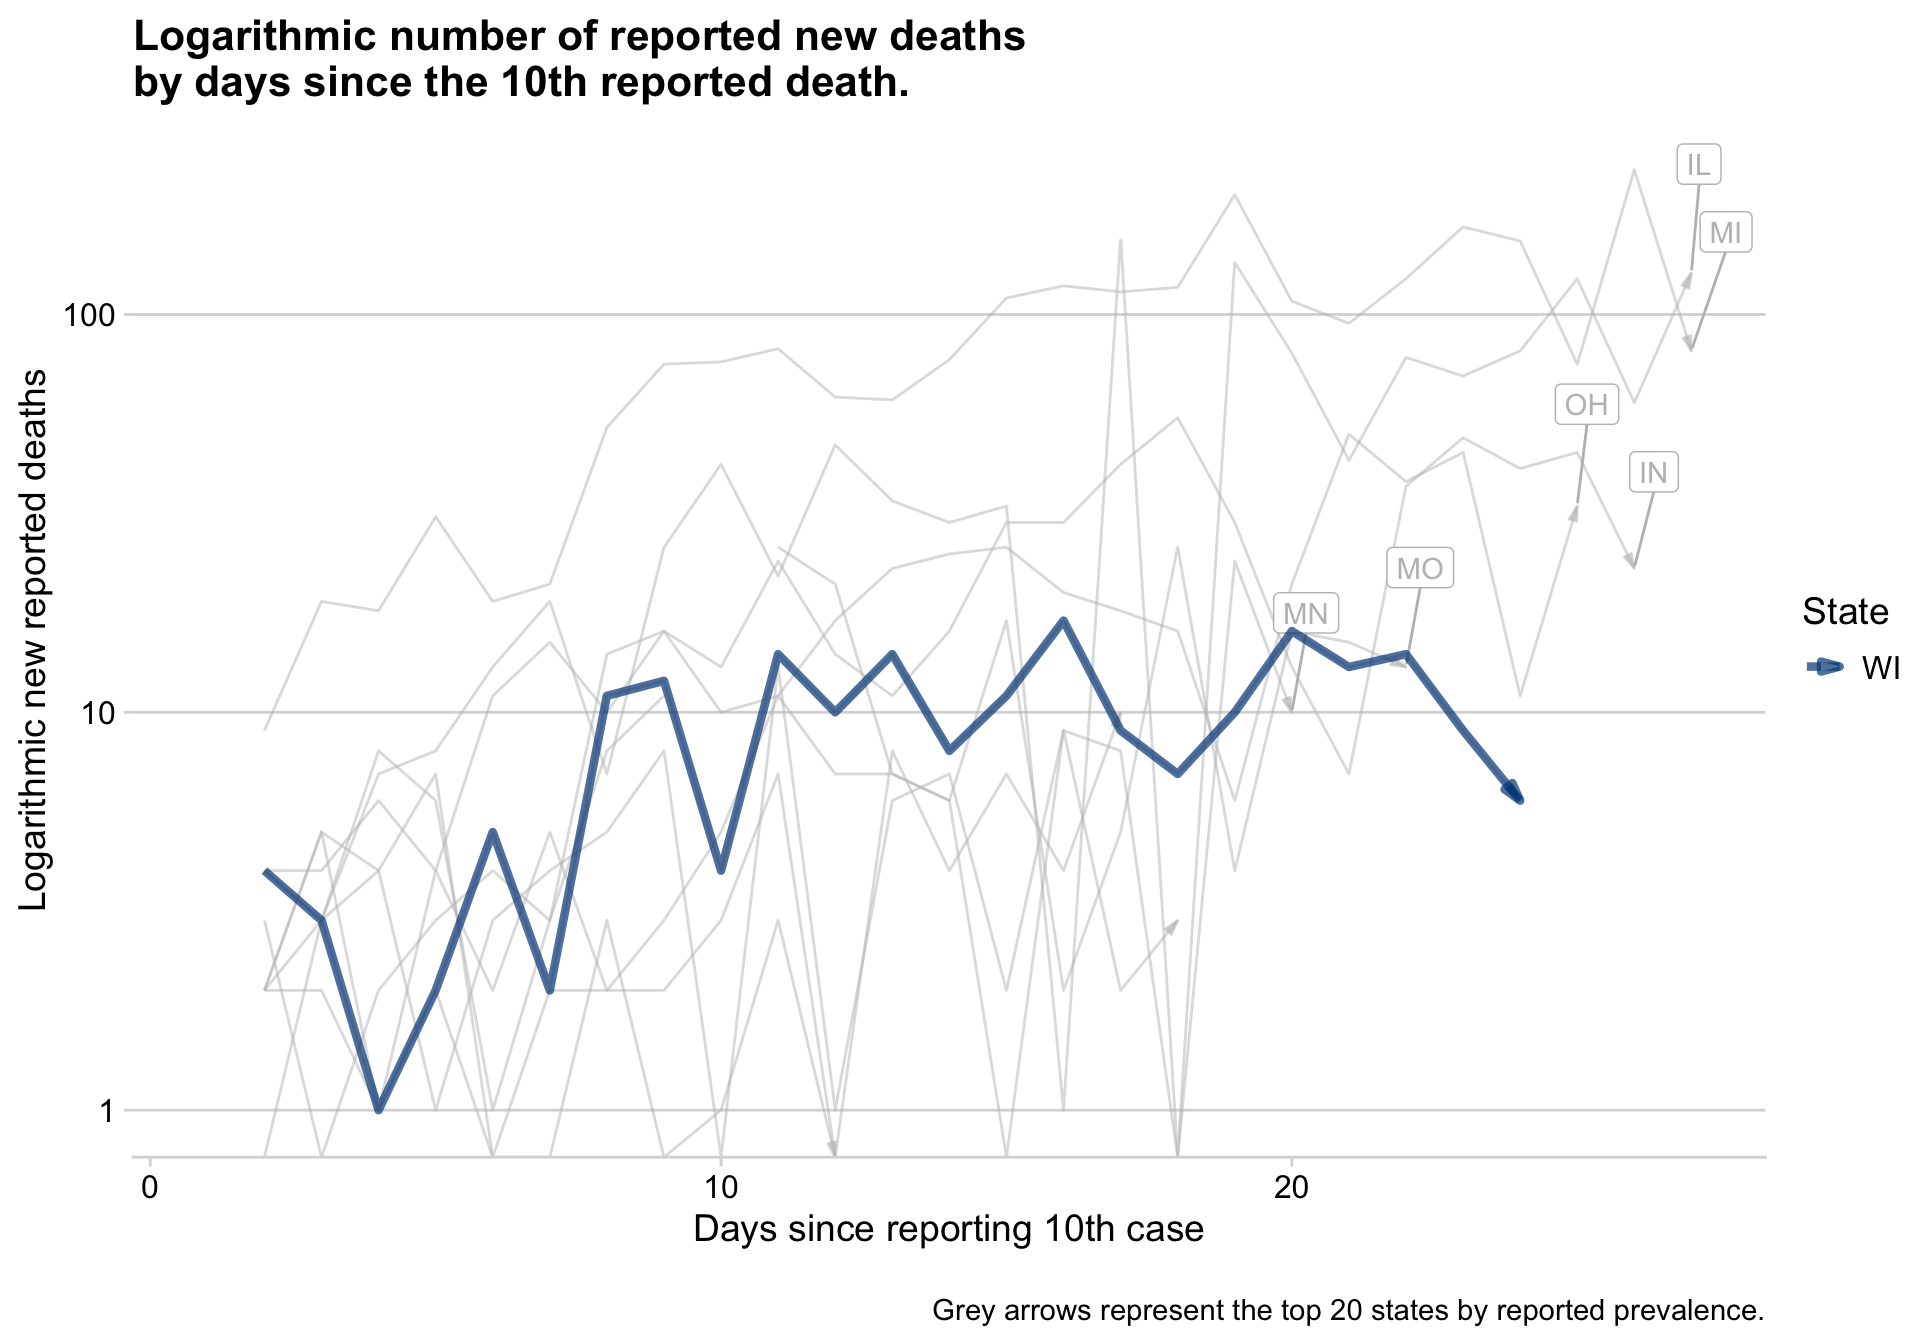 Logarithmic number of reported new deaths
by days since the 10th reported death.
IL
MI
100
OH
IN
MO
MN
10
1
Logarithmic new reported deaths
State
WI
0 10 20
Days since reporting 10th case
Grey arrows represent the top 20 states by reported prevalence.